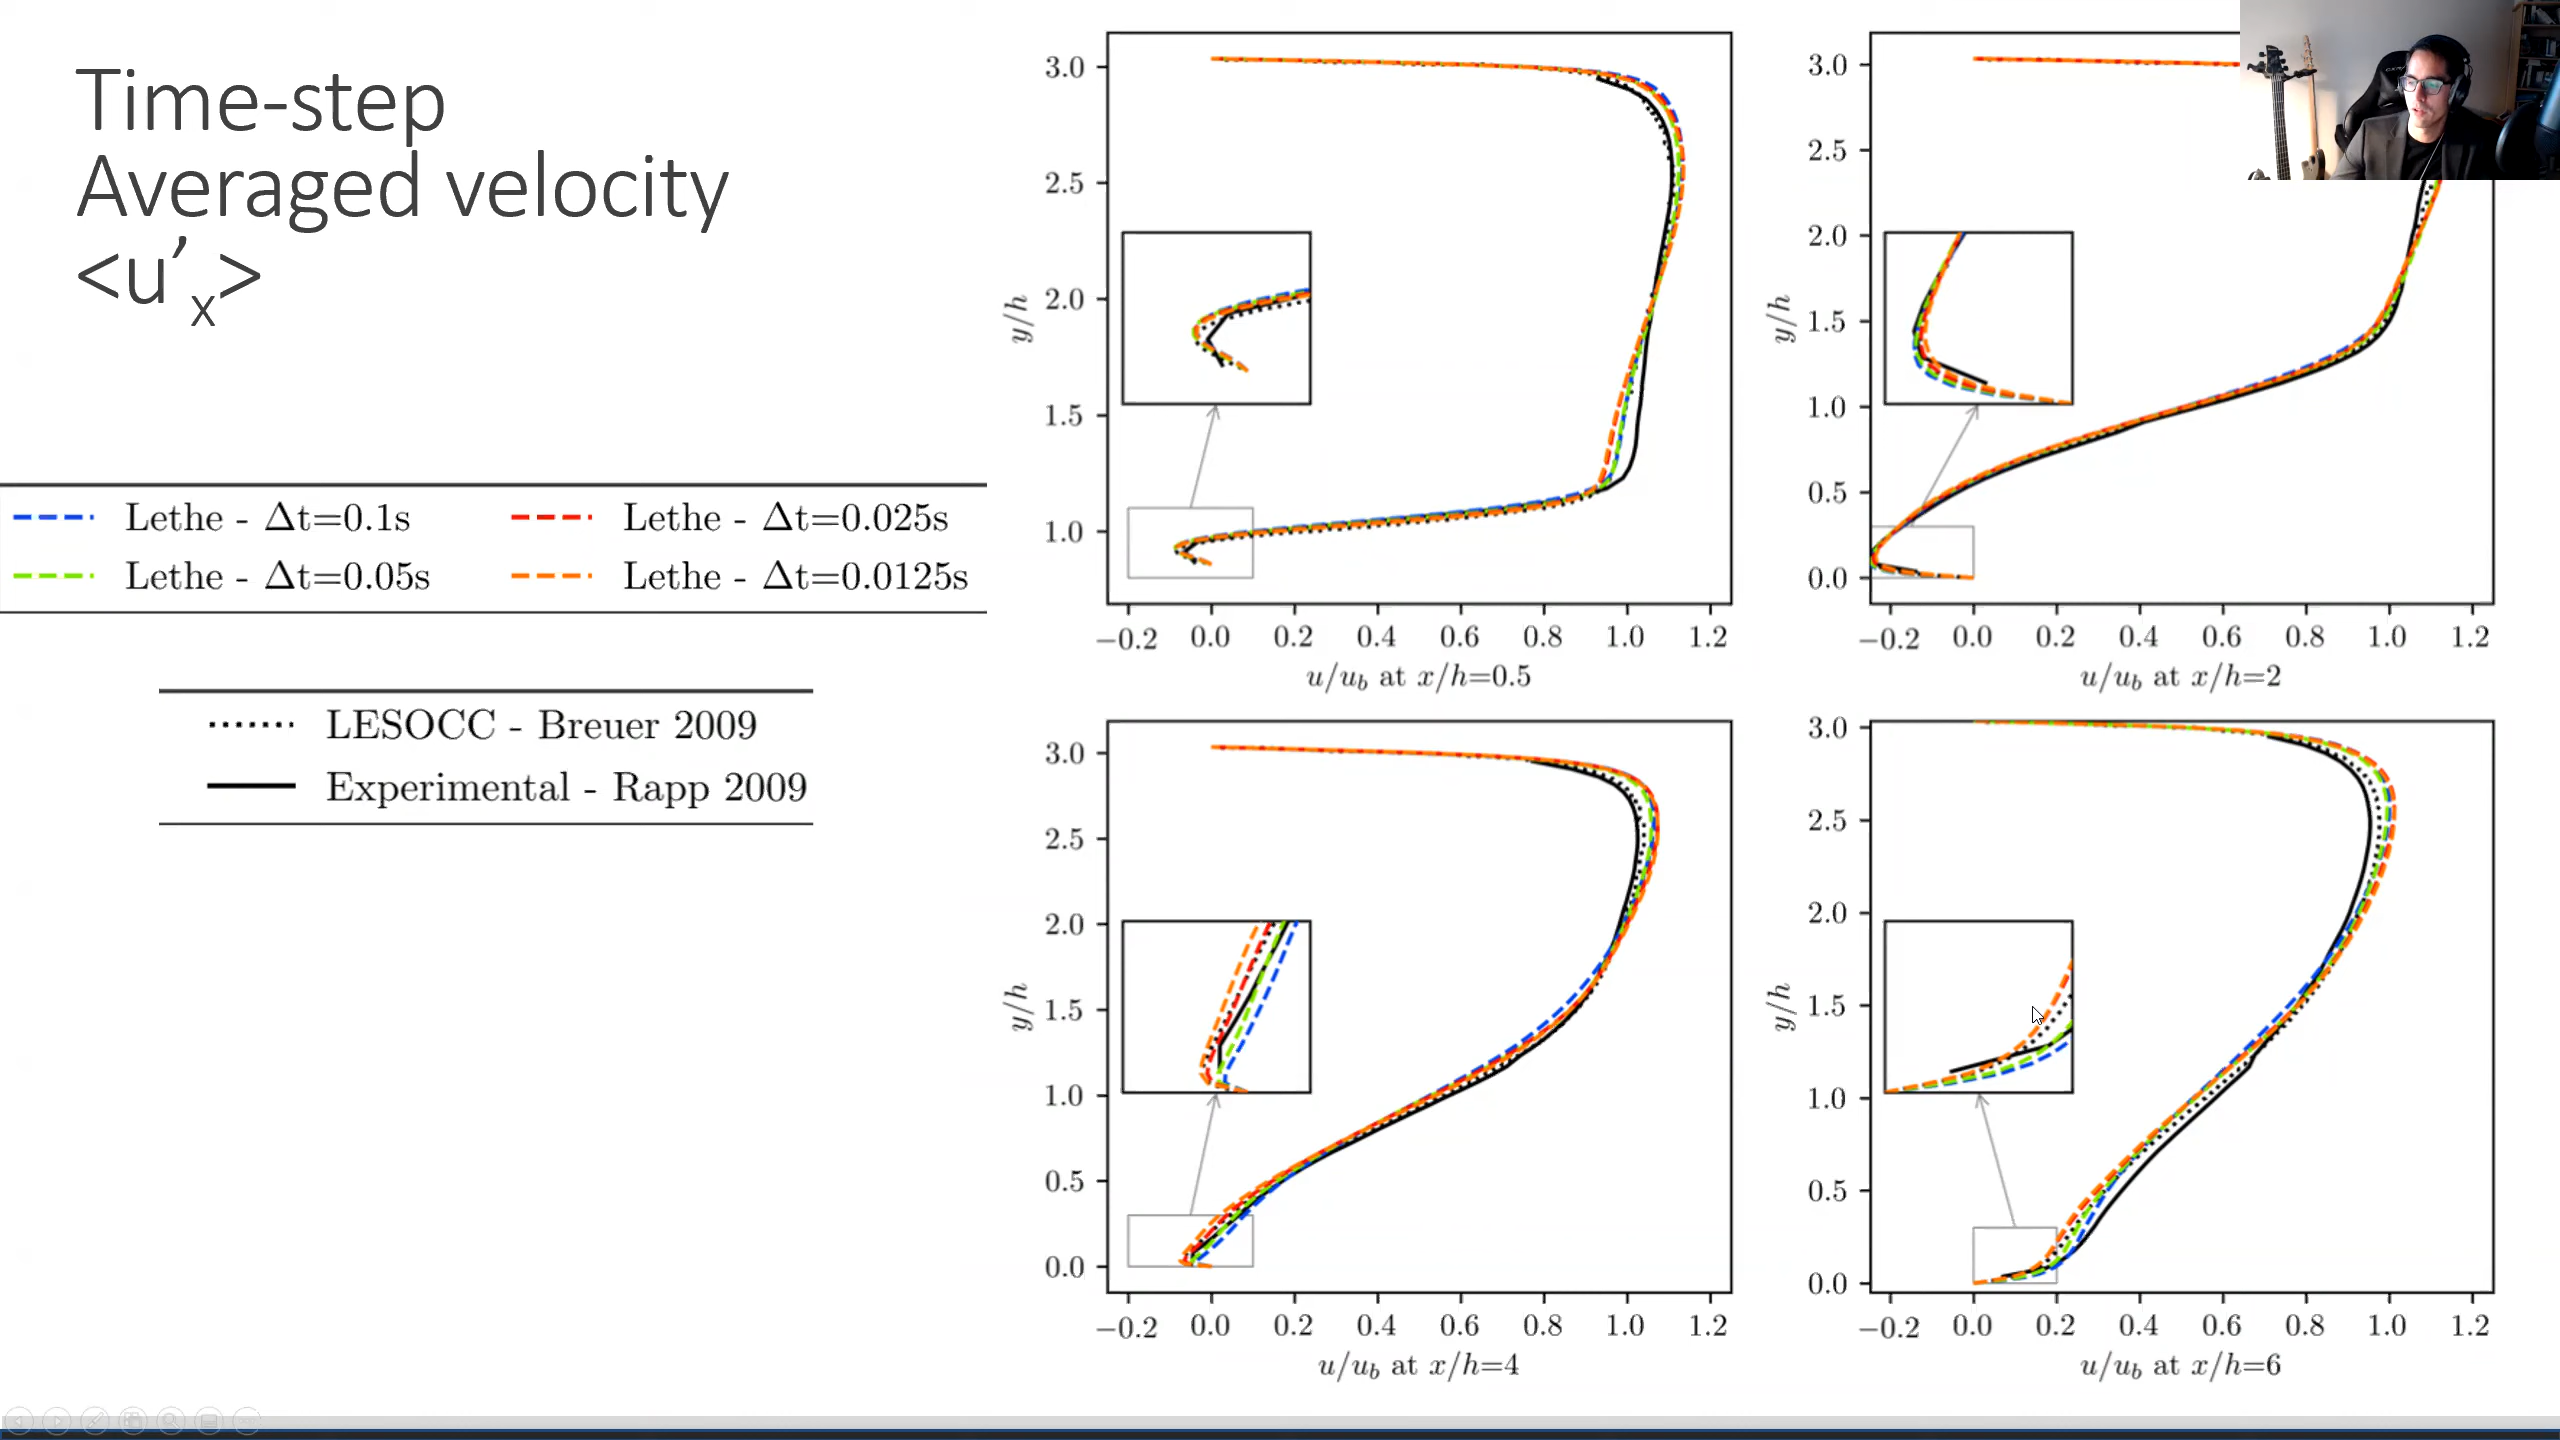 Time-step
Averaged velocity
<u’x>
Lethe - Δt=0.1s
Lethe - Δt=0.025s
Lethe - Δt=0.05s
Lethe - Δt=0.0125s
LESOCC - Breuer 2009
Experimental - Rapp 2009
3.0
2.5
2.0
1.5
1.0
y/h
−0.2 0.0 0.2 0.4 0.6 0.8 1.0 1.2
u/ub at x/h=0.5
3.0
2.5
2.0
1.5
1.0
0.5
0.0
y/h
−0.2 0.0 0.2 0.4 0.6 0.8 1.0 1.2
u/ub at x/h=2
3.0
2.5
2.0
1.5
1.0
0.5
0.0
y/h
−0.2 0.0 0.2 0.4 0.6 0.8 1.0 1.2
u/ub at x/h=4
3.0
2.5
2.0
1.5
1.0
0.5
0.0
y/h
−0.2 0.0 0.2 0.4 0.6 0.8 1.0 1.2
u/ub at x/h=6